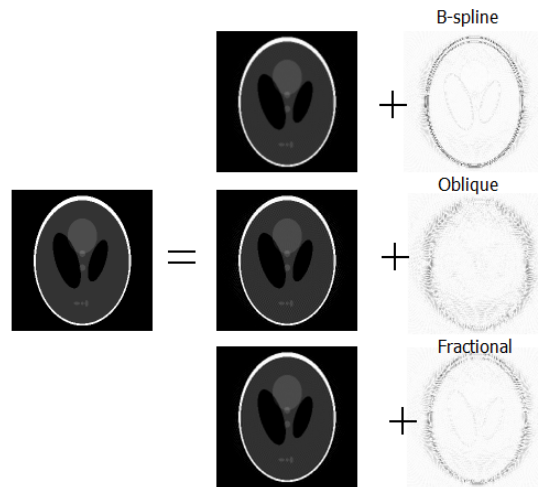 B-spline
+
=
Oblique
+
Fractional
+